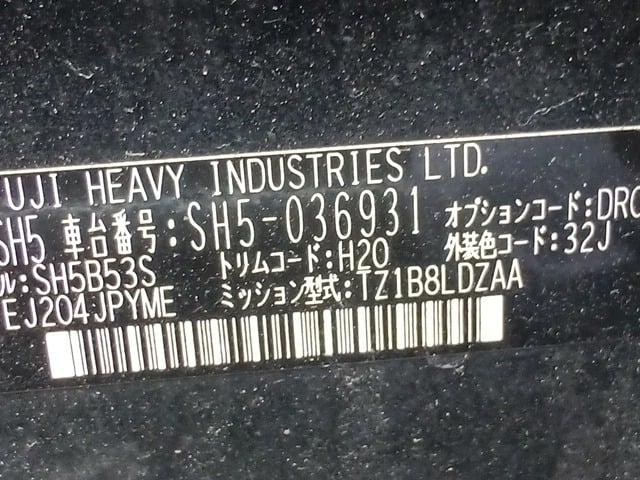 UJI HEAVY INDUSTRIES LTD.
SH5 車台番号:SH5-036931 オプションコード:DRC
ル:SH5B53S トリムコード:H20 外装色コード:32J
EJ204JPYME ミッション型式:TZ1B8LDZAA